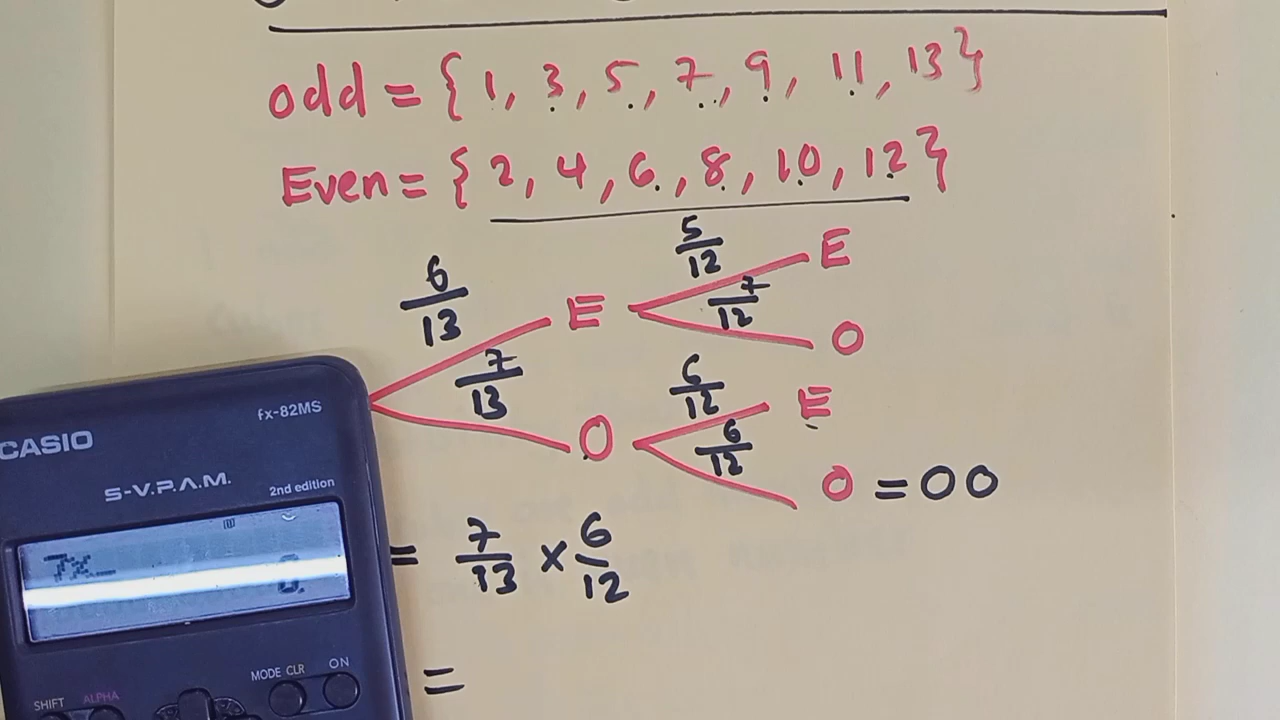 odd = { 1, 3, 5, 7, 9, 11, 13 }
Even = { 2, 4, 6, 8, 10, 12 }
6/13 E 5/12 E
7/12 O
7/13 O 6/12 E
6/12 O = OO
= 7/13 × 6/12
=
CASIO
fx-82MS
S-V.P.A.M.
2nd edition
7×_
0.
SHIFT ALPHA MODE CLR ON